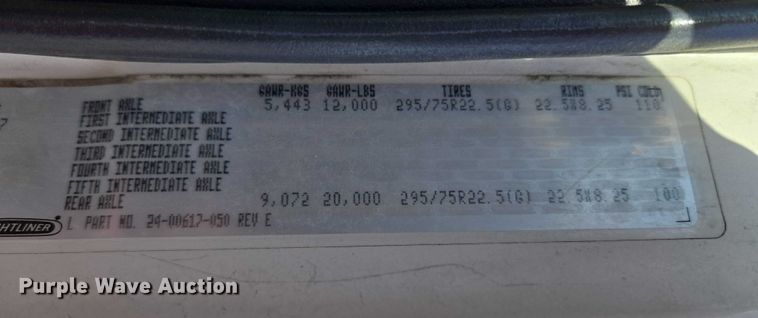 GAWR-KGS GAWR-LBS TIRES RIMS PSI COLD
FRONT AXLE 5,443 12,000 295/75R22.5(G) 22.5X8.25 110
FIRST INTERMEDIATE AXLE
SECOND INTERMEDIATE AXLE
THIRD INTERMEDIATE AXLE
FOURTH INTERMEDIATE AXLE
FIFTH INTERMEDIATE AXLE
REAR AXLE 9,072 20,000 295/75R22.5(G) 22.5X8.25 100
HTLINER L PART NO. 24-00617-050 REV E
Purple Wave Auction